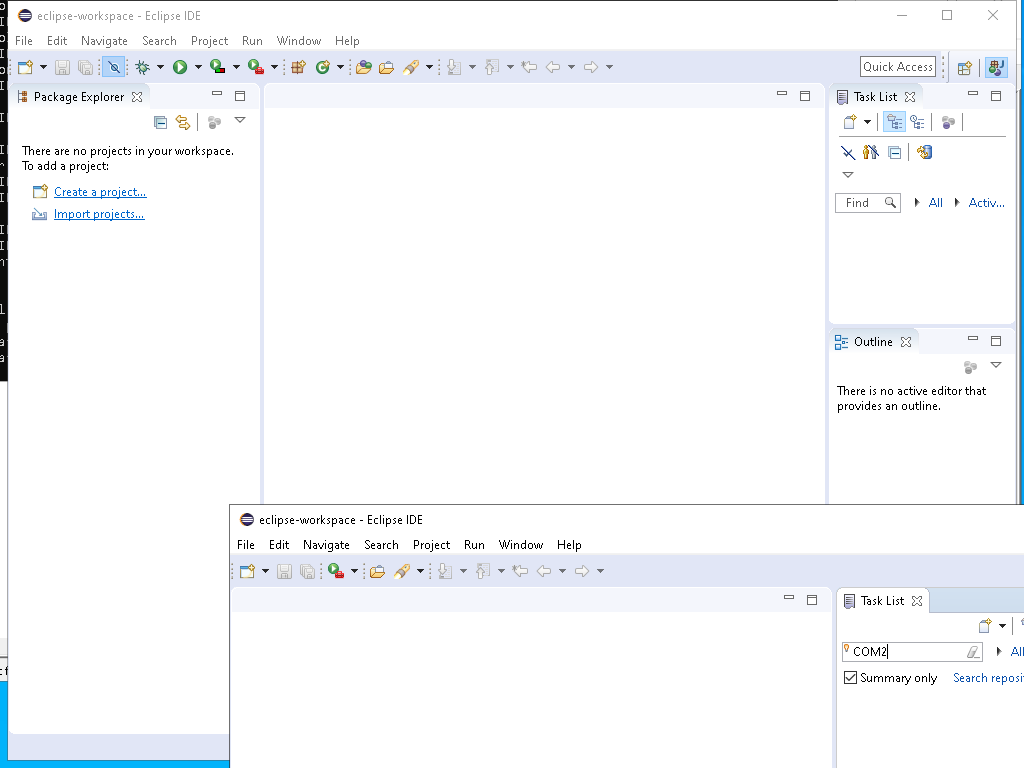 eclipse-workspace - Eclipse IDE
File Edit Navigate Search Project Run Window Help
Quick Access
Package Explorer
There are no projects in your workspace.
To add a project:
Create a project...
Import projects...
Task List
Find All Activ...
Outline
There is no active editor that
provides an outline.
eclipse-workspace - Eclipse IDE
File Edit Navigate Search Project Run Window Help
Task List
COM2 All
Summary only Search reposi